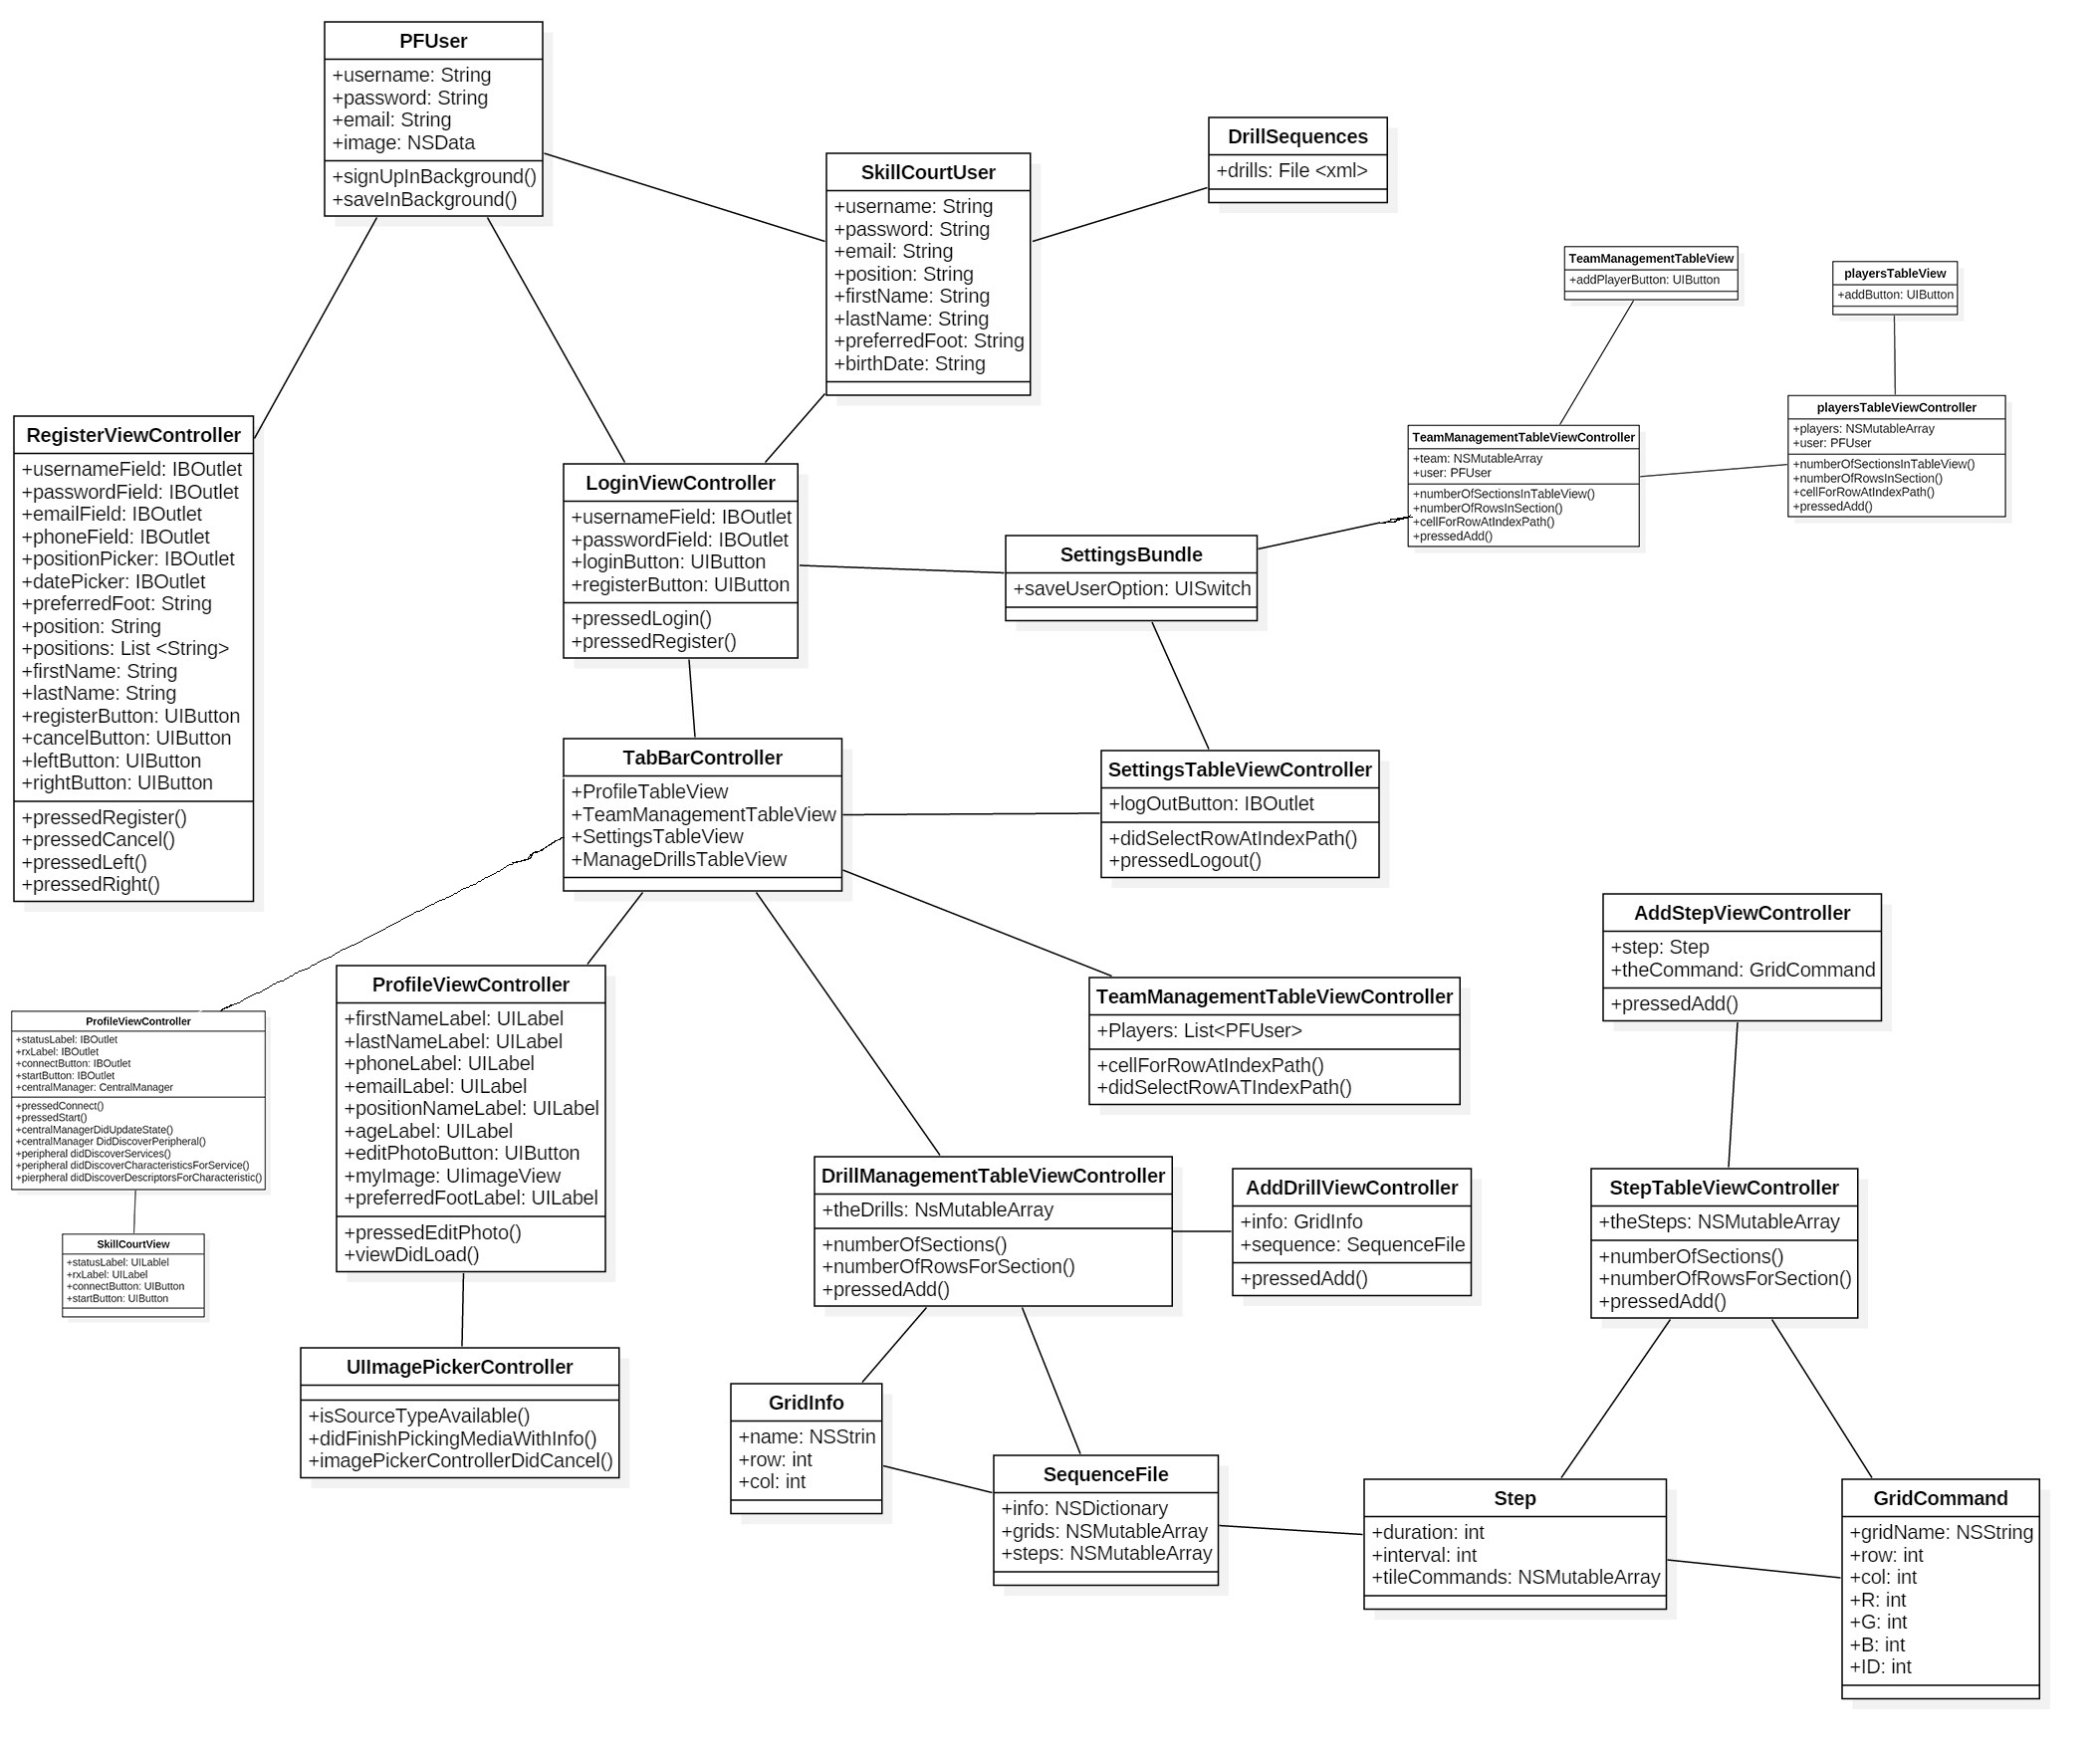 PFUser
+username: String
+password: String
+email: String
+image: NSData
+signUpInBackground()
+saveInBackground()
SkillCourtUser
+username: String
+password: String
+email: String
+position: String
+firstName: String
+lastName: String
+preferredFoot: String
+birthDate: String
DrillSequences
+drills: File <xml>
TeamManagementTableView
+addPlayerButton: UIButton
playersTableView
+addButton: UIButton
playersTableViewController
+players: NSMutableArray
+user: PFUser
+numberOfSectionsInTableView()
+numberOfRowsInSection()
+cellForRowAtIndexPath()
+pressedAdd()
TeamManagementTableViewController
+team: NSMutableArray
+user: PFUser
+numberOfSectionsInTableView()
+numberOfRowsInSection()
+cellForRowAtIndexPath()
+pressedAdd()
RegisterViewController
+usernameField: IBOutlet
+passwordField: IBOutlet
+emailField: IBOutlet
+phoneField: IBOutlet
+positionPicker: IBOutlet
+datePicker: IBOutlet
+preferredFoot: String
+position: String
+positions: List <String>
+firstName: String
+lastName: String
+registerButton: UIButton
+cancelButton: UIButton
+leftButton: UIButton
+rightButton: UIButton
+pressedRegister()
+pressedCancel()
+pressedLeft()
+pressedRight()
LoginViewController
+usernameField: IBOutlet
+passwordField: IBOutlet
+loginButton: UIButton
+registerButton: UIButton
+pressedLogin()
+pressedRegister()
SettingsBundle
+saveUserOption: UISwitch
TabBarController
+ProfileTableView
+TeamManagementTableView
+SettingsTableView
+ManageDrillsTableView
SettingsTableViewController
+logOutButton: IBOutlet
+didSelectRowAtIndexPath()
+pressedLogout()
AddStepViewController
+step: Step
+theCommand: GridCommand
+pressedAdd()
ProfileViewController
+statusLabel: IBOutlet
+rxLabel: IBOutlet
+connectButton: IBOutlet
+startButton: IBOutlet
+centralManager: CentralManager
+pressedConnect()
+pressedStart()
+centralManagerDidUpdateState()
+centralManager DidDiscoverPeripheral()
+peripheral didDiscoverServices()
+peripheral didDiscoverCharacteristicsForService()
+pierpheral didDiscoverDescriptorsForCharacteristic()
SkillCourtView
+statusLabel: UILablel
+rxLabel: UILabel
+connectButton: UIButton
+startButton: UIButton
ProfileViewController
+firstNameLabel: UILabel
+lastNameLabel: UILabel
+phoneLabel: UILabel
+emailLabel: UILabel
+positionNameLabel: UILabel
+ageLabel: UILabel
+editPhotoButton: UIButton
+myImage: UIimageView
+preferredFootLabel: UILabel
+pressedEditPhoto()
+viewDidLoad()
UIImagePickerController
+isSourceTypeAvailable()
+didFinishPickingMediaWithInfo()
+imagePickerControllerDidCancel()
TeamManagementTableViewController
+Players: List<PFUser>
+cellForRowAtIndexPath()
+didSelectRowATIndexPath()
DrillManagementTableViewController
+theDrills: NsMutableArray
+numberOfSections()
+numberOfRowsForSection()
+pressedAdd()
AddDrillViewController
+info: GridInfo
+sequence: SequenceFile
+pressedAdd()
StepTableViewController
+theSteps: NSMutableArray
+numberOfSections()
+numberOfRowsForSection()
+pressedAdd()
GridInfo
+name: NSStrin
+row: int
+col: int
SequenceFile
+info: NSDictionary
+grids: NSMutableArray
+steps: NSMutableArray
Step
+duration: int
+interval: int
+tileCommands: NSMutableArray
GridCommand
+gridName: NSString
+row: int
+col: int
+R: int
+G: int
+B: int
+ID: int